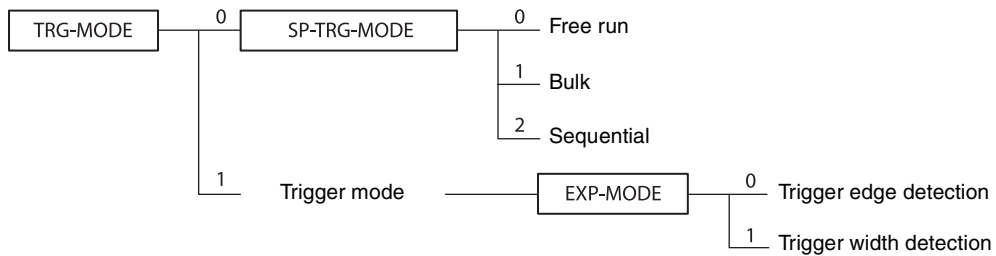 TRG-MODE
0
SP-TRG-MODE
0
Free run
1
Bulk
2
Sequential
1
Trigger mode
EXP-MODE
0
Trigger edge detection
1
Trigger width detection